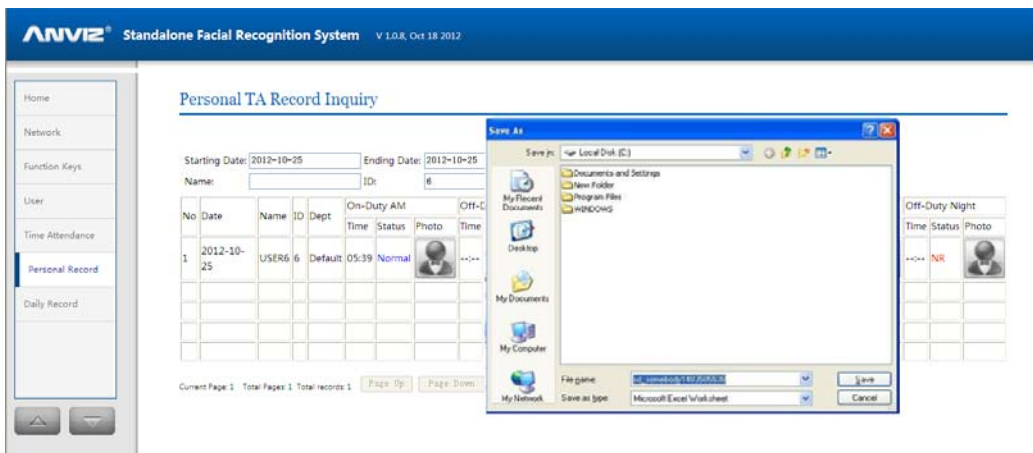 ANVIZ® Standalone Facial Recognition System V 1.0.8, Oct 18 2012
Home
Network
Function Keys
User
Time Attendance
Personal Record
Daily Record
Personal TA Record Inquiry
Starting Date: 2012-10-25 Ending Date: 2012-10-25
Name: ID: 6
No Date Name ID Dept On-Duty AM Off-D Off-Duty Night
Time Status Photo Time Time Status Photo
1 2012-10-25 USER6 6 Default 05:39 Normal --:-- --:-- NR
Current Page: 1 Total Pages: 1 Total records: 1 Page Up Page Down
Save As
Save in: Local Disk (C:)
My Recent Documents
Desktop
My Documents
My Computer
My Network
Documents and Settings
New Folder
Program Files
WINDOWS
File name:
Save as type: Microsoft Excel Worksheet
Save
Cancel